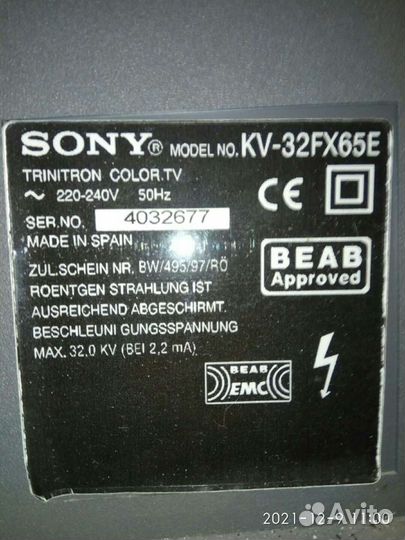 SONY® MODEL NO. KV-32FX65E
TRINITRON COLOR TV
~ 220-240V 50Hz
SER.NO. 4032677
MADE IN SPAIN
CE
BEAB
Approved
ZULSCHEIN NR. BW/495/97/RÖ
ROENTGEN STRAHLUNG IST
AUSREICHEND ABGESCHIRMT.
BESCHLEUNI GUNGSSPANNUNG
MAX. 32.0 KV (BEI 2,2 mA)
BEAB
EMC
2021-12-9 11:00
Avito